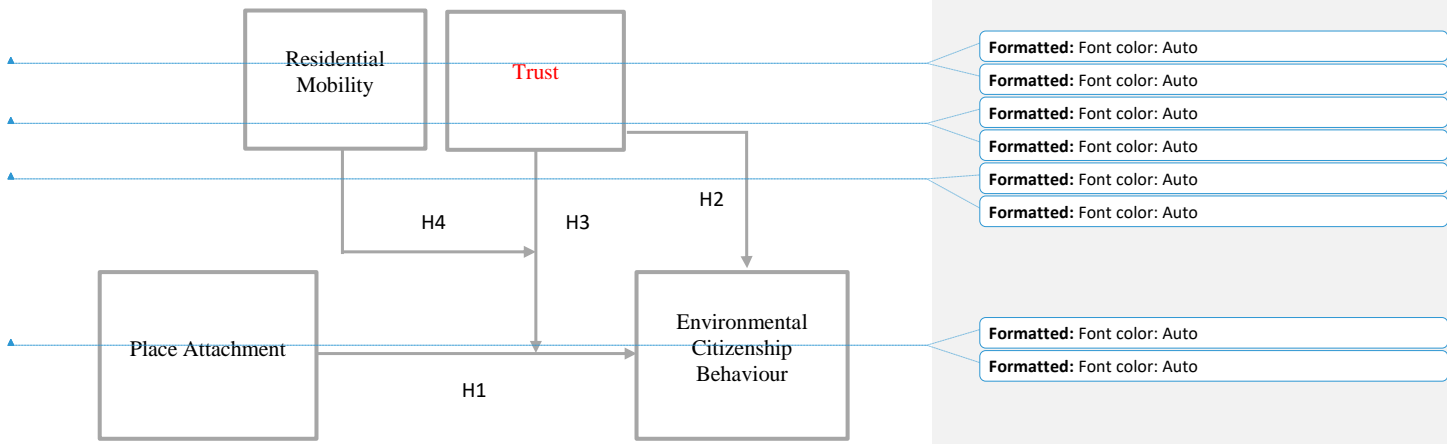 Residential
Mobility
Trust
H4
H3
H2
Place Attachment
Environmental
Citizenship
Behaviour
H1
Formatted: Font color: Auto
Formatted: Font color: Auto
Formatted: Font color: Auto
Formatted: Font color: Auto
Formatted: Font color: Auto
Formatted: Font color: Auto
Formatted: Font color: Auto
Formatted: Font color: Auto